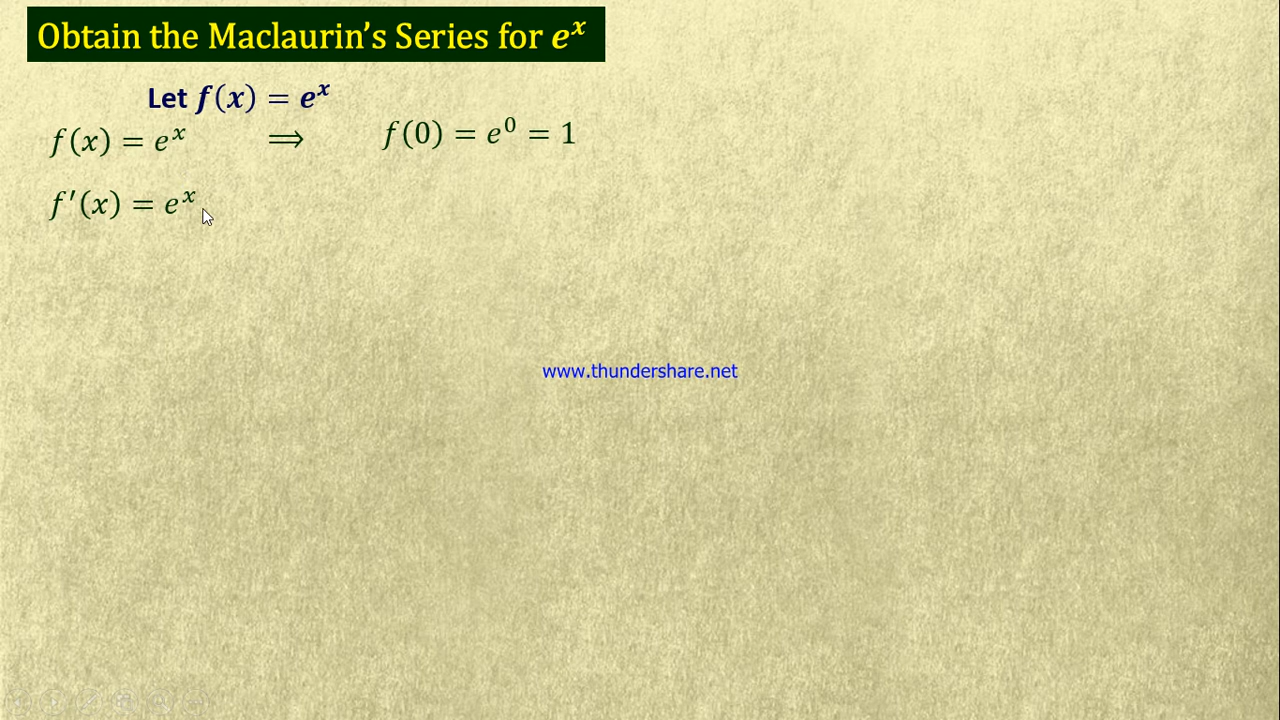 Obtain the Maclaurin’s Series for eˣ
Let f(x) = eˣ
f(x) = eˣ ⟹ f(0) = e⁰ = 1
f′(x) = eˣ
www.thundershare.net